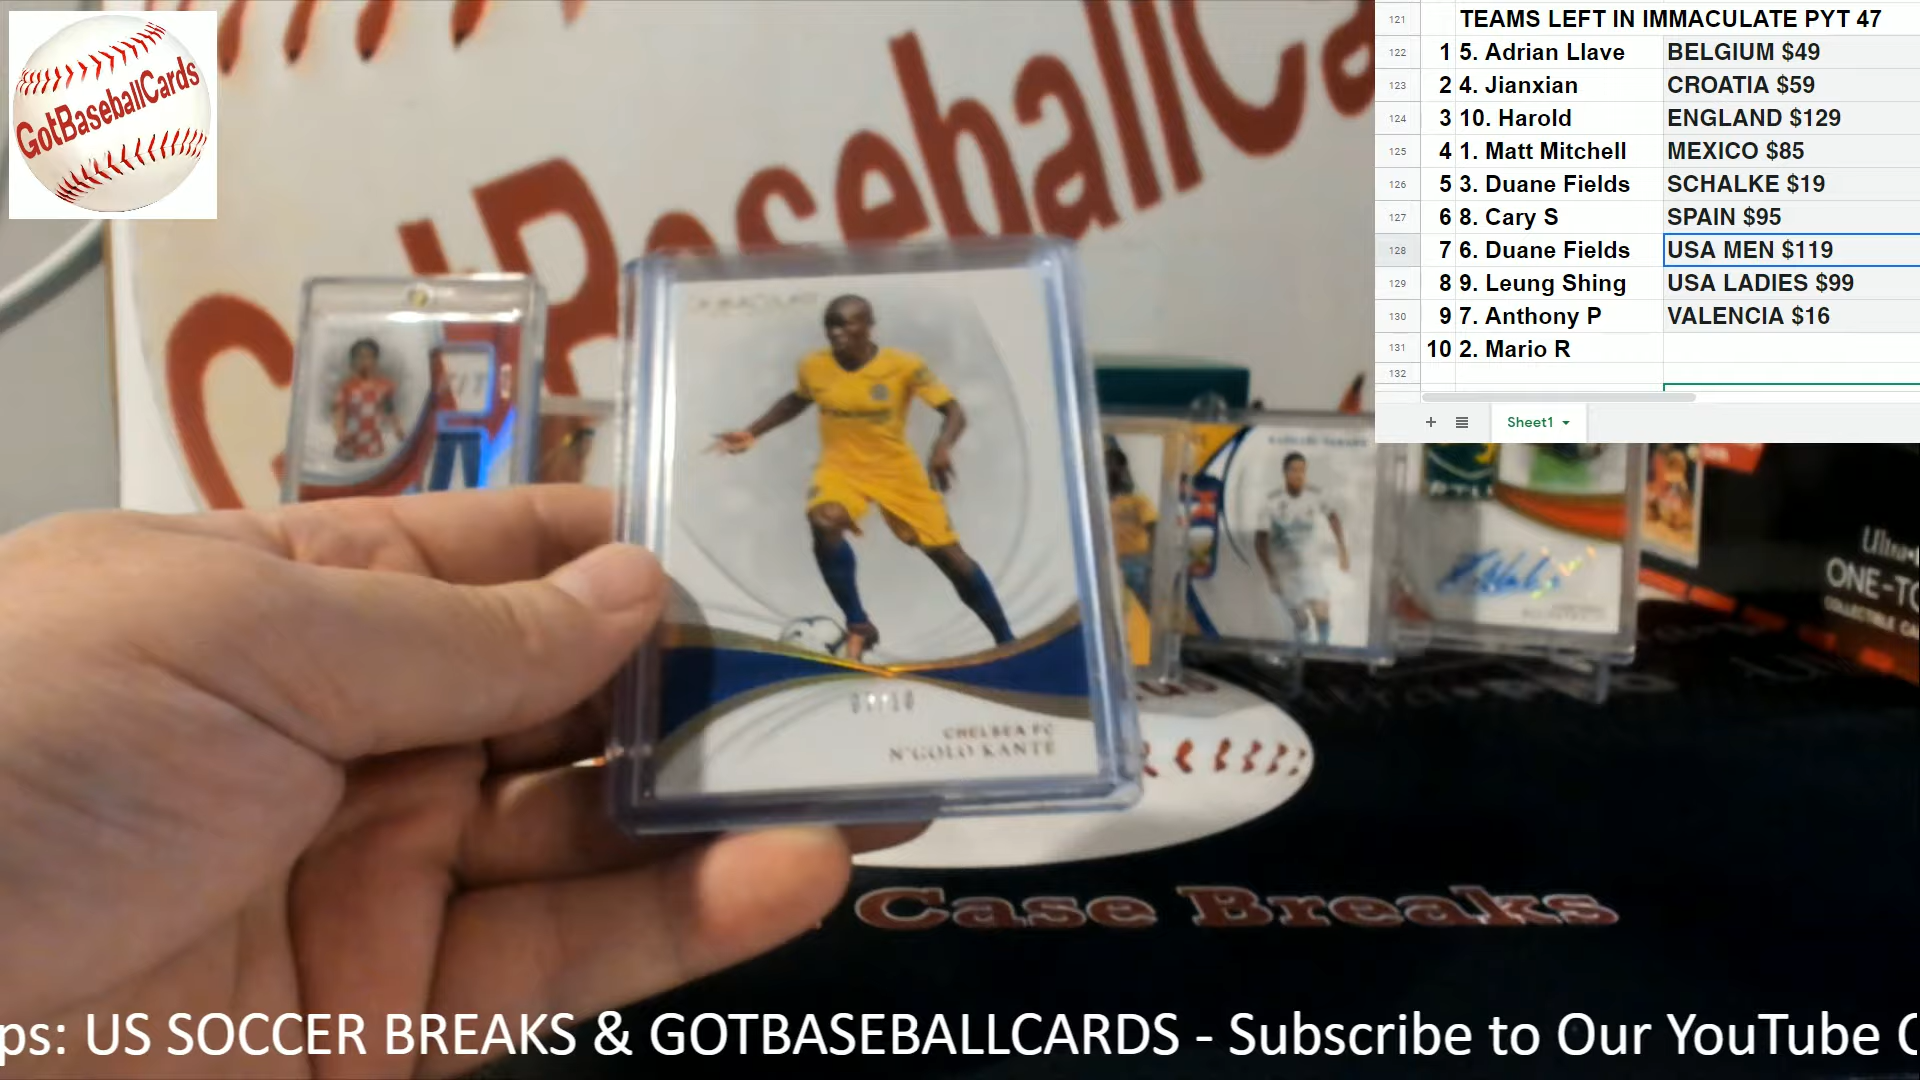 GotBaseballCards
121 TEAMS LEFT IN IMMACULATE PYT 47
122 1 5. Adrian Llave BELGIUM $49
123 2 4. Jianxian CROATIA $59
124 3 10. Harold ENGLAND $129
125 4 1. Matt Mitchell MEXICO $85
126 5 3. Duane Fields SCHALKE $19
127 6 8. Cary S SPAIN $95
128 7 6. Duane Fields USA MEN $119
129 8 9. Leung Shing USA LADIES $99
130 9 7. Anthony P VALENCIA $16
131 10 2. Mario R
132
Sheet1
IMMACULATE
CHELSEA FC
N'GOLO KANTE
ONE-TO
Case Breaks
ps: US SOCCER BREAKS & GOTBASEBALLCARDS - Subscribe to Our YouTube C